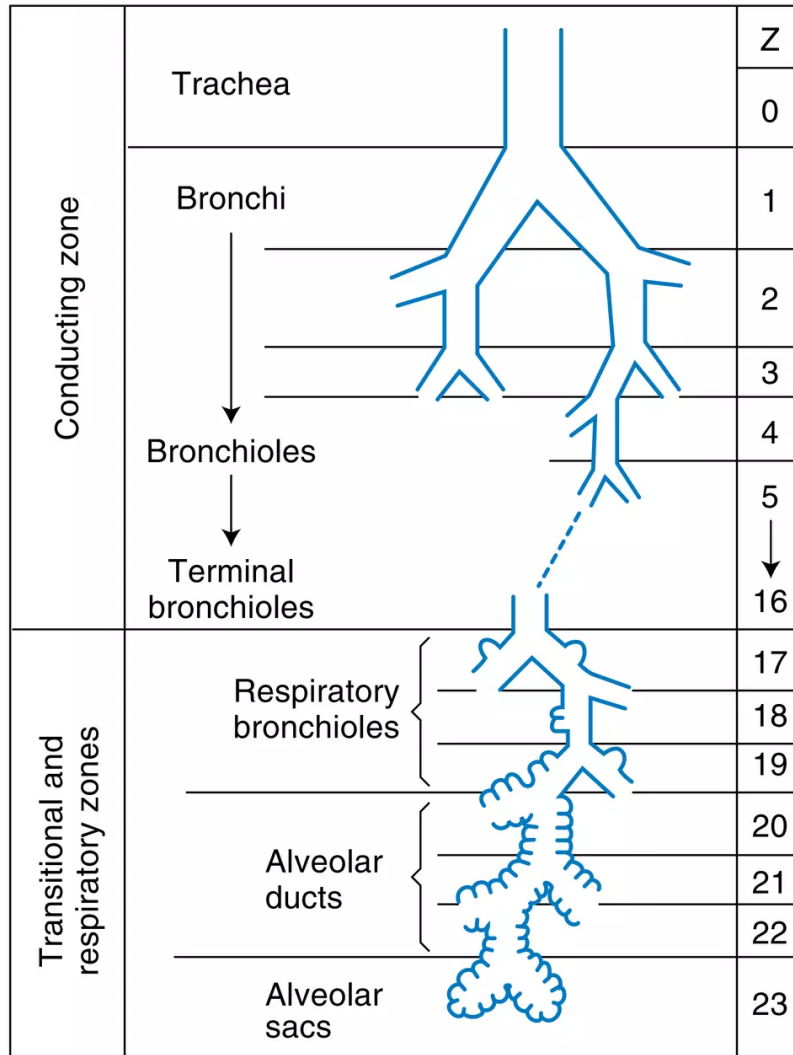 Z
Trachea
0
Bronchi
1
2
3
Bronchioles
4
5
Terminal
bronchioles
16
Conducting zone
17
Respiratory
bronchioles
18
19
20
Alveolar
ducts
21
22
Alveolar
sacs
23
Transitional and
respiratory zones